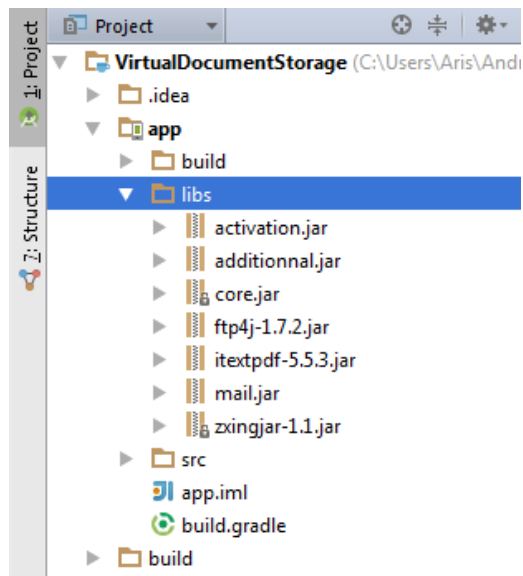 1: Project
7: Structure
Project
VirtualDocumentStorage (C:\Users\Aris\Andr
.idea
app
build
libs
activation.jar
additionnal.jar
core.jar
ftp4j-1.7.2.jar
itextpdf-5.5.3.jar
mail.jar
zxingjar-1.1.jar
src
app.iml
build.gradle
build